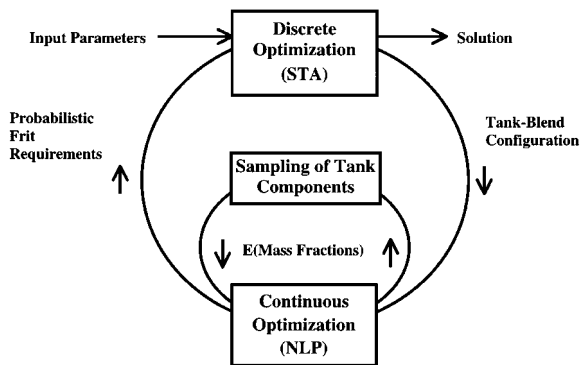 Input Parameters
Discrete
Optimization
(STA)
Solution
Probabilistic
Frit
Requirements
Tank-Blend
Configuration
Sampling of Tank
Components
E(Mass Fractions)
Continuous
Optimization
(NLP)